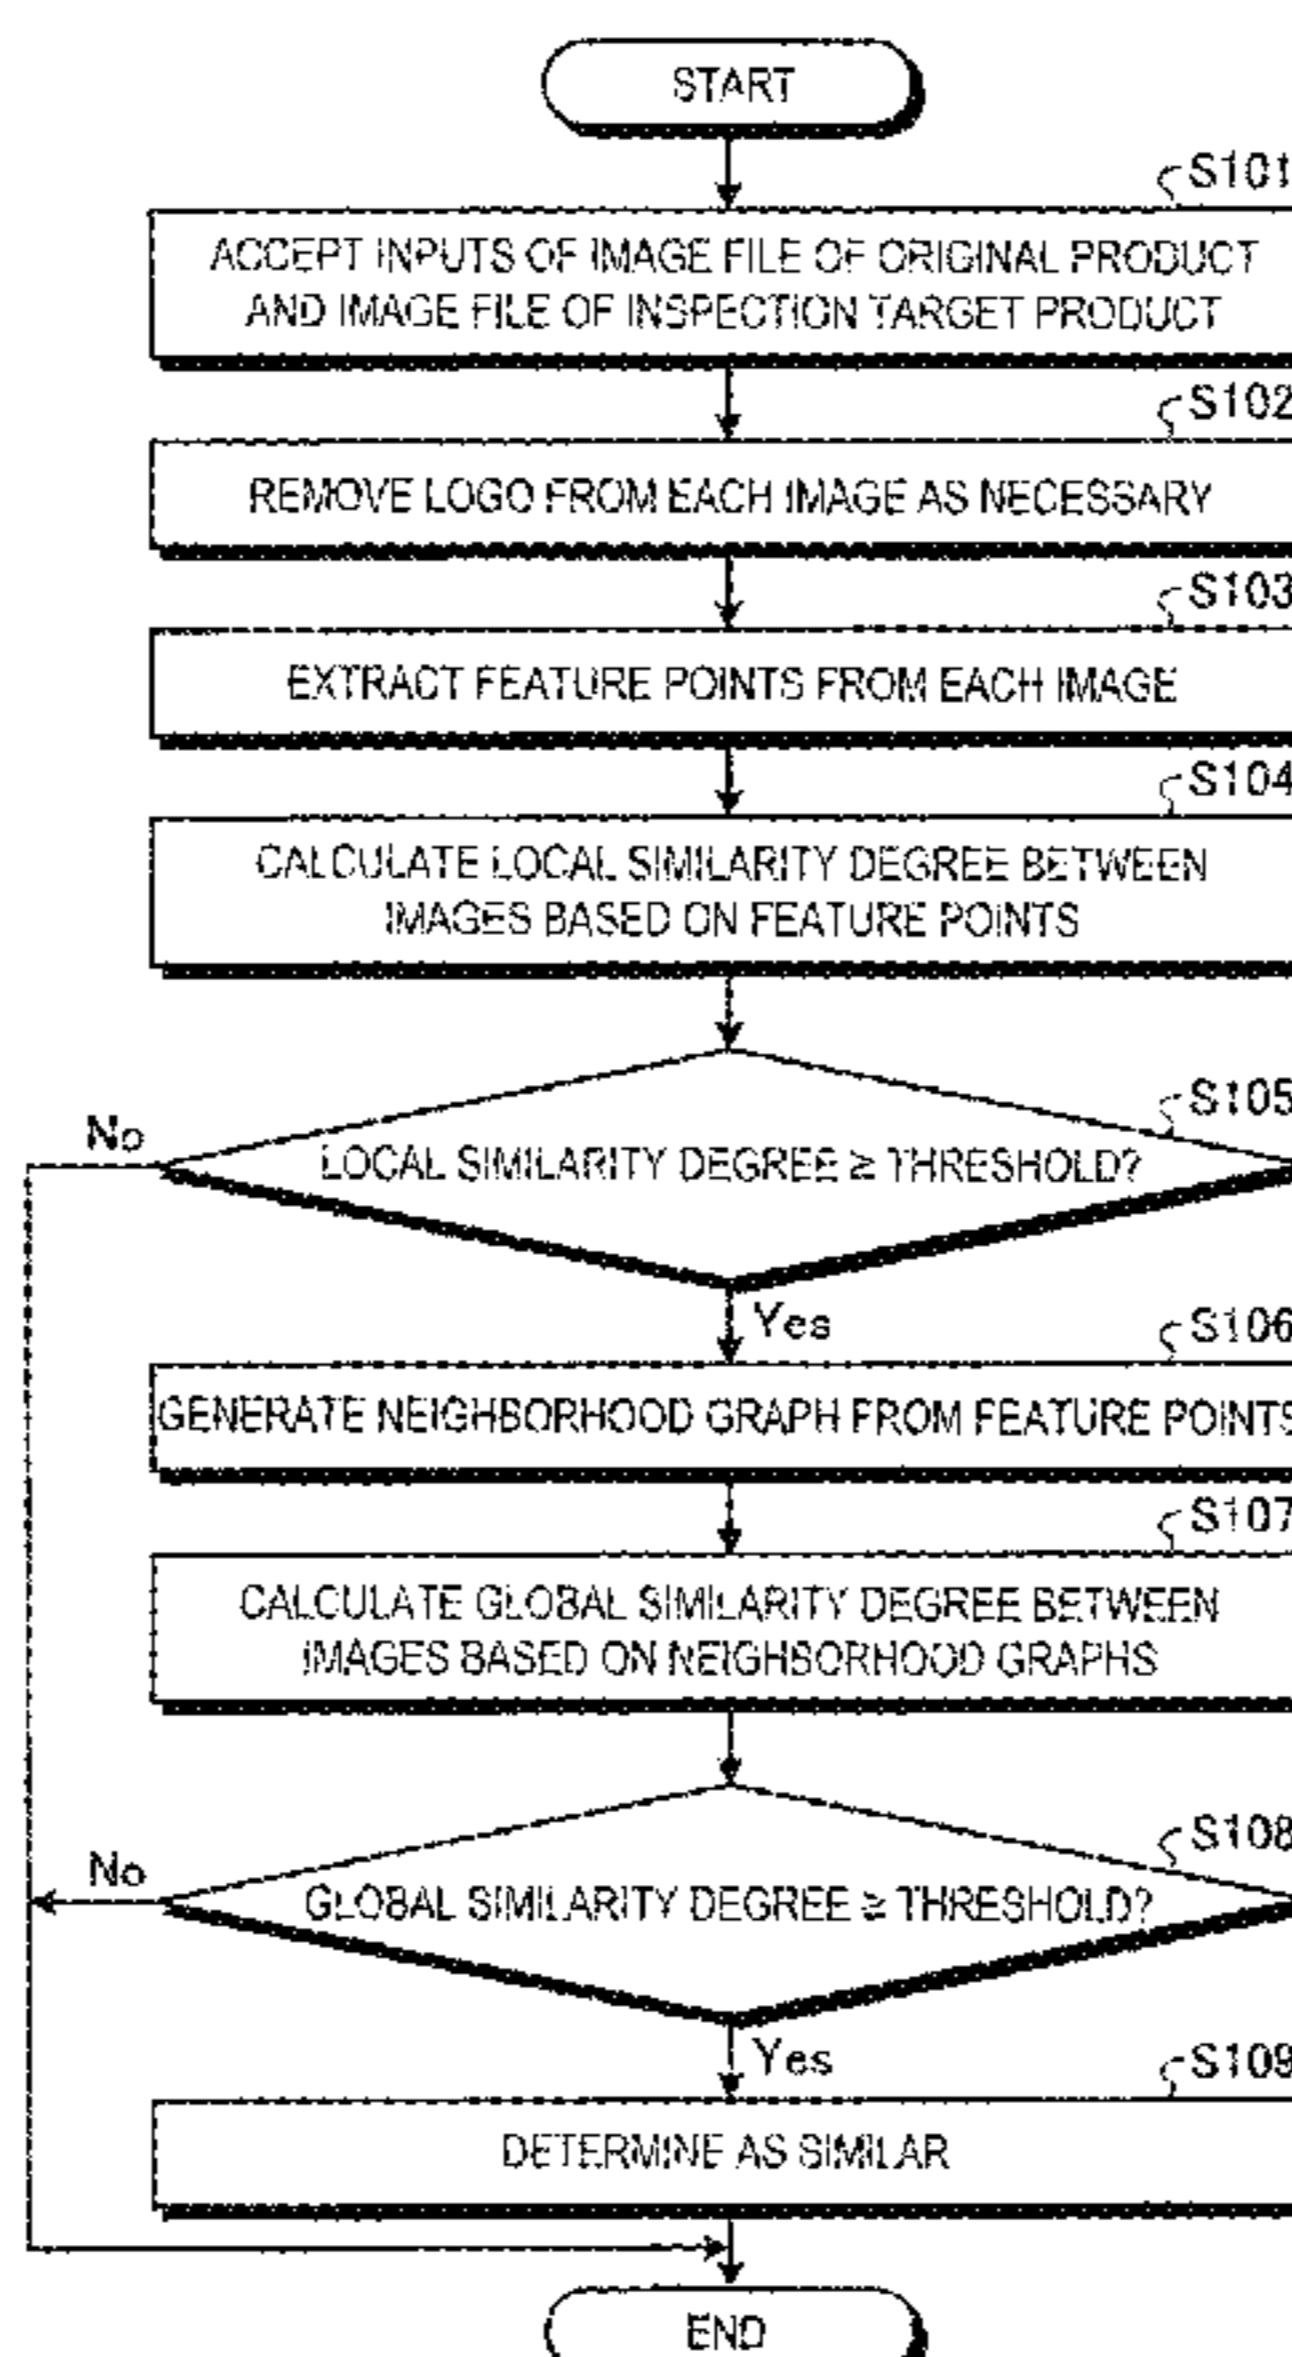 START
S101
ACCEPT INPUTS OF IMAGE FILE OF ORIGINAL PRODUCT
AND IMAGE FILE OF INSPECTION TARGET PRODUCT
S102
REMOVE LOGO FROM EACH IMAGE AS NECESSARY
S103
EXTRACT FEATURE POINTS FROM EACH IMAGE
S104
CALCULATE LOCAL SIMILARITY DEGREE BETWEEN
IMAGES BASED ON FEATURE POINTS
S105
No
LOCAL SIMILARITY DEGREE ≥ THRESHOLD?
Yes
S106
GENERATE NEIGHBORHOOD GRAPH FROM FEATURE POINTS
S107
CALCULATE GLOBAL SIMILARITY DEGREE BETWEEN
IMAGES BASED ON NEIGHBORHOOD GRAPHS
S108
No
GLOBAL SIMILARITY DEGREE ≥ THRESHOLD?
Yes
S109
DETERMINE AS SIMILAR
END